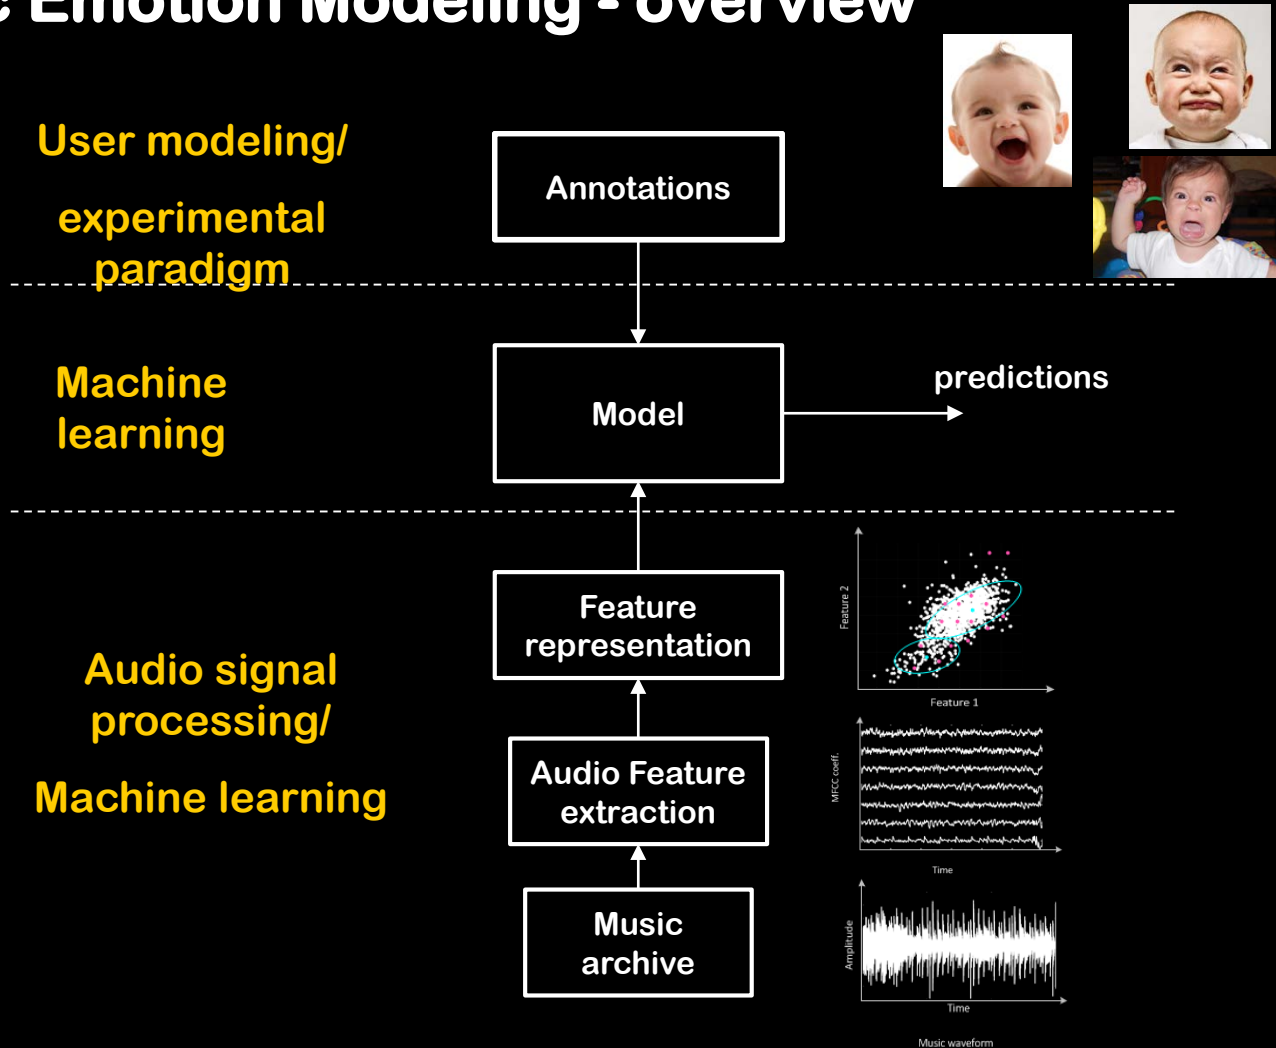 Emotion Modeling - overview
User modeling/
experimental
paradigm
Annotations
Machine
learning
Model
predictions
Audio signal
processing/
Machine learning
Feature
representation
Feature 2
Feature 1
Audio Feature
extraction
MFCC coeff.
Time
Music
archive
Amplitude
Time
Music waveform